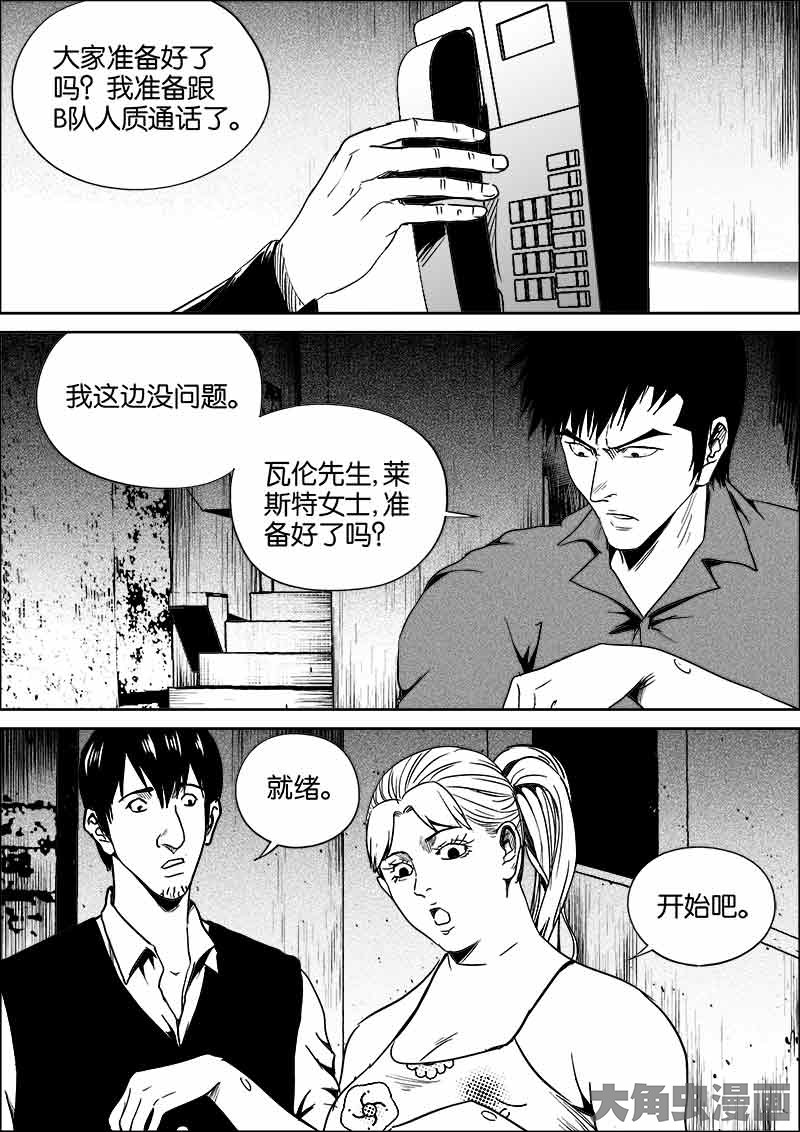 大家准备好了
吗？我准备跟
B队人质通话了。
我这边没问题。
瓦伦先生，莱
斯特女士，准
备好了吗？
就绪。
开始吧。
大角虫漫画